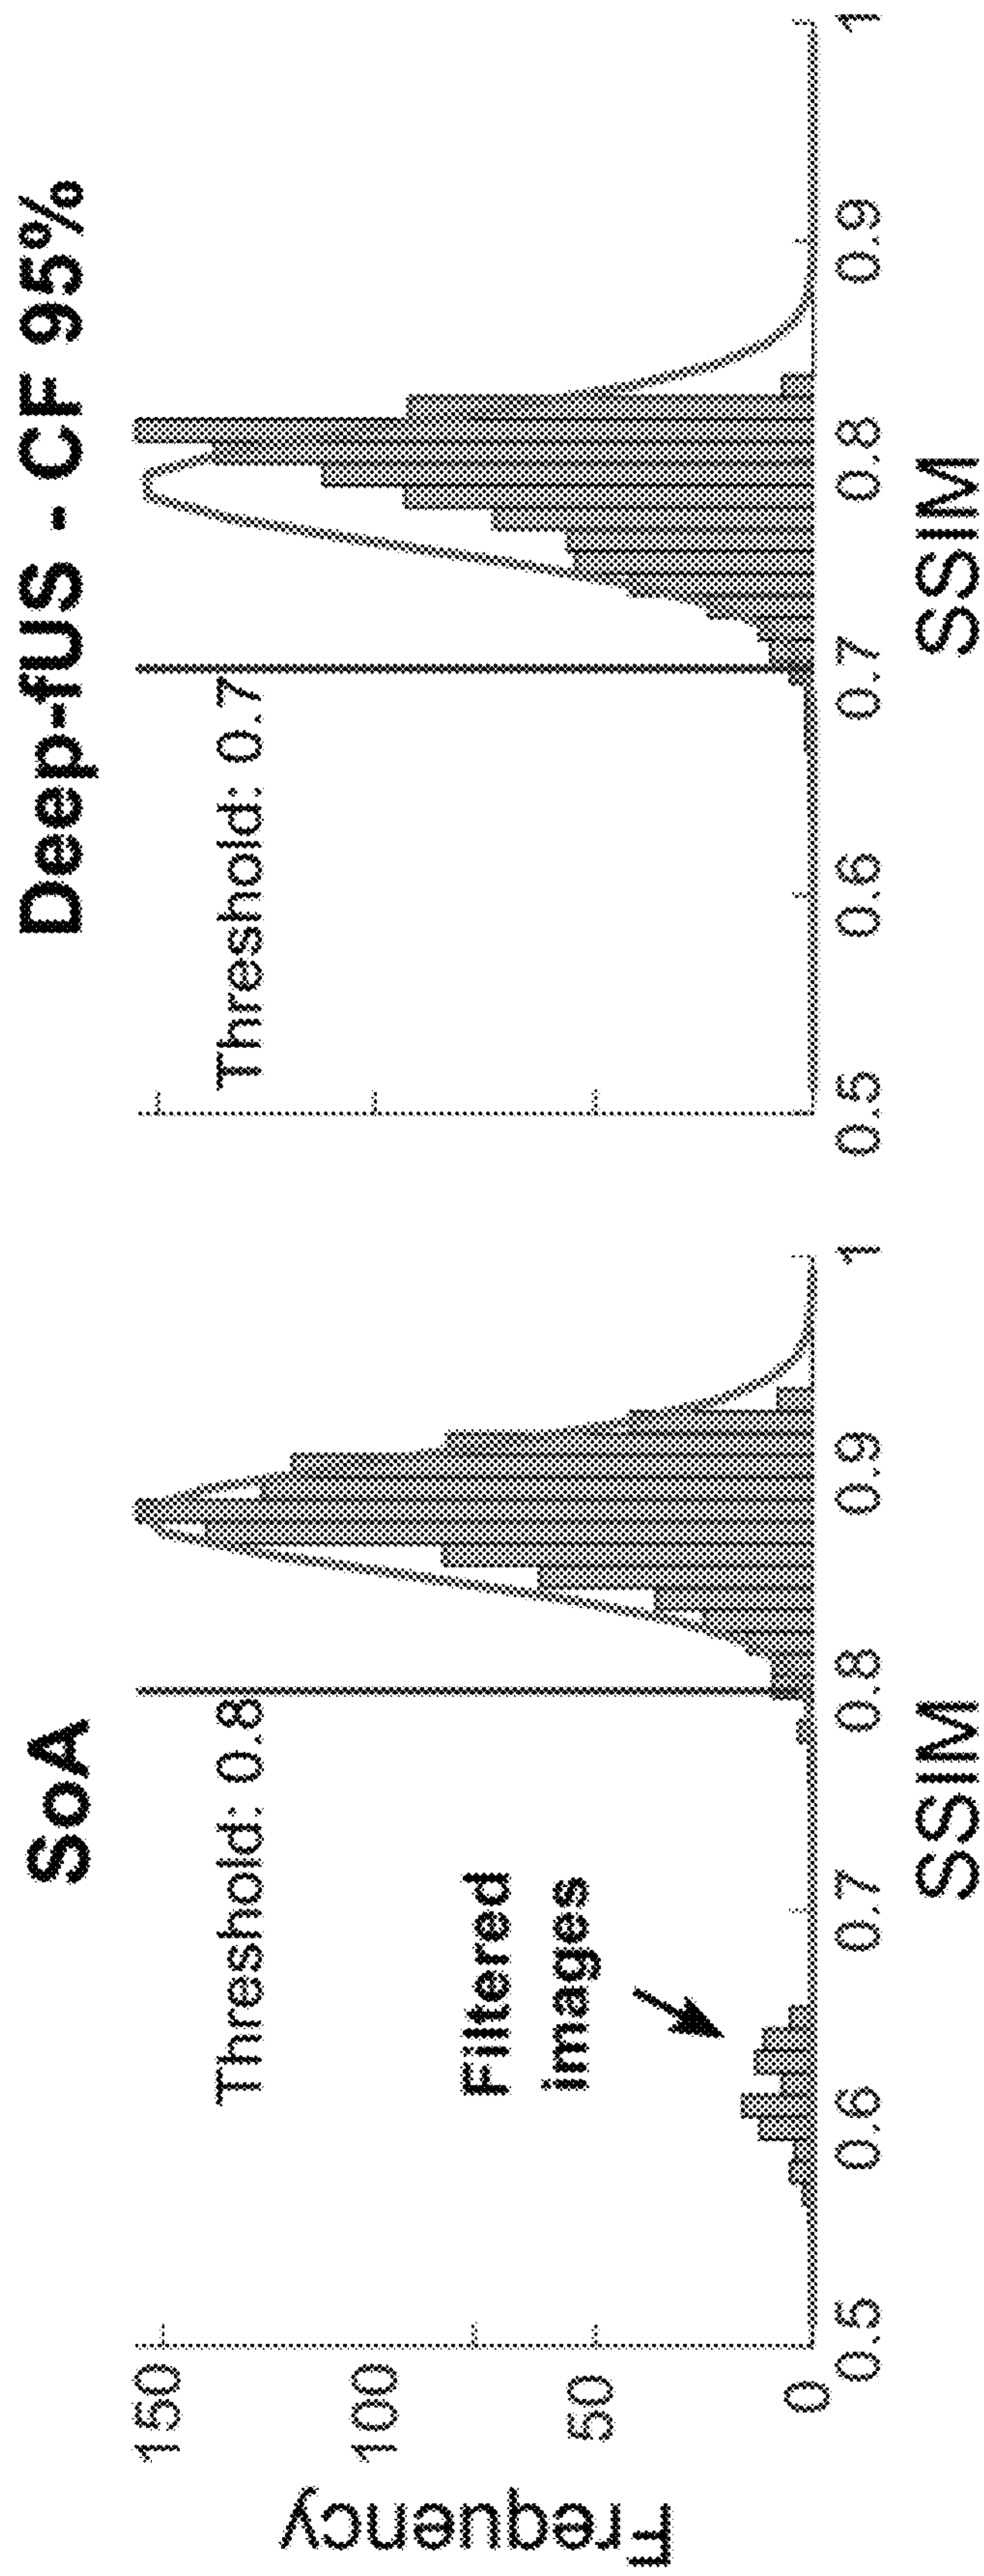 SoA
Frequency
150
100
50
0
Threshold: 0.8
Filtered
images
0.5
0.6
0.7
0.8
0.9
1
SSIM
Deep-fUS - CF 95%
Threshold: 0.7
0.5
0.6
0.7
0.8
0.9
1
SSIM